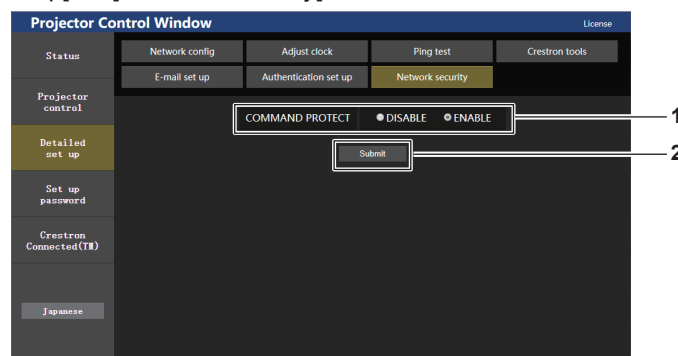 Projector Control Window
License
Status
Network config
Adjust clock
Ping test
Crestron tools
E-mail set up
Authentication set up
Network security
Projector
control
COMMAND PROTECT
DISABLE
ENABLE
1
Detailed
set up
Submit
2
Set up
password
Crestron
Connected(TM)
Japanese